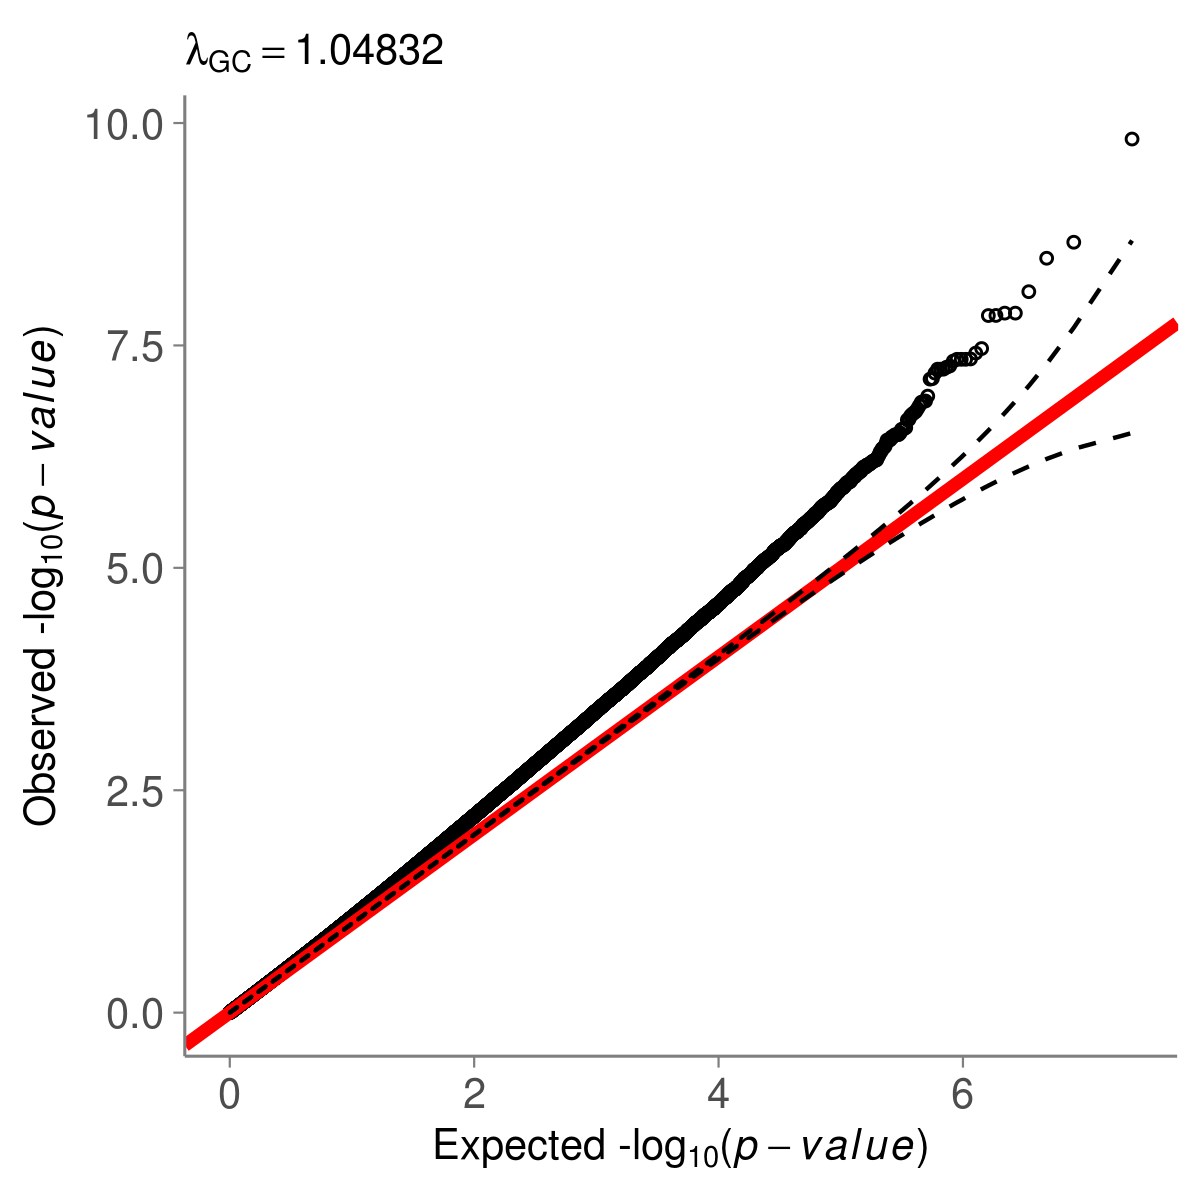 λGC = 1.04832
10.0
7.5
5.0
2.5
0.0
Observed -log10(p – value)
0 2 4 6
Expected -log10(p – value)